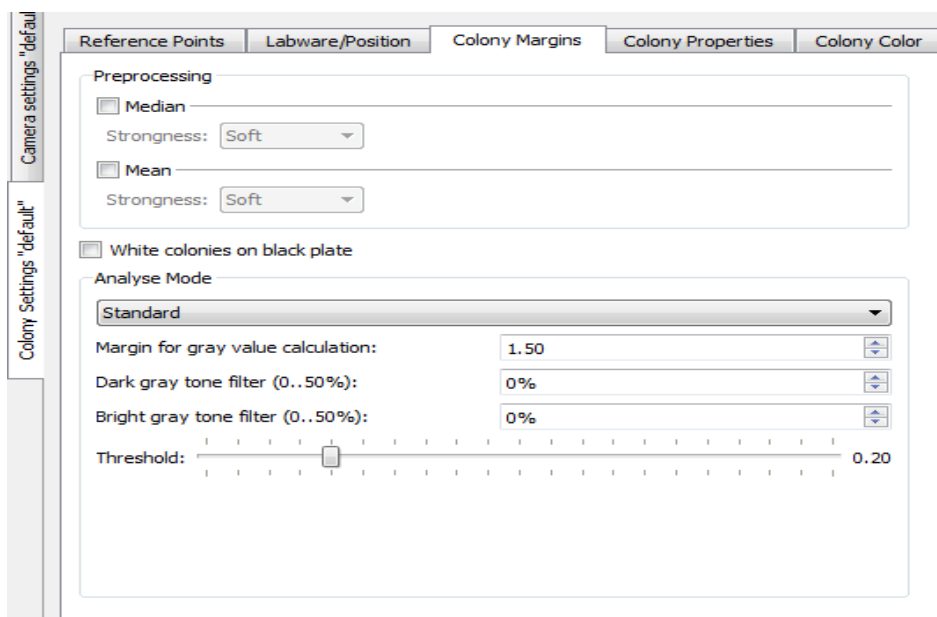 Camera settings "defaul
Colony Settings "default"
Reference Points Labware/Position Colony Margins Colony Properties Colony Color
Preprocessing
Median
Strongness: Soft
Mean
Strongness: Soft
White colonies on black plate
Analyse Mode
Standard
Margin for gray value calculation: 1.50
Dark gray tone filter (0..50%): 0%
Bright gray tone filter (0..50%): 0%
Threshold: 0.20